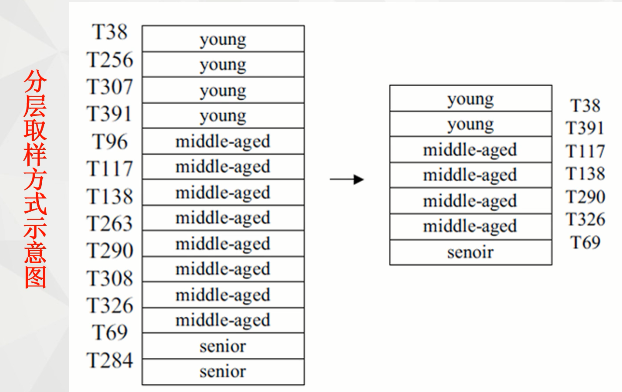 分层取样方式示意图
T38
T256
T307
T391
T96
T117
T138
T263
T290
T308
T326
T69
T284
young
young
young
young
middle-aged
middle-aged
middle-aged
middle-aged
middle-aged
middle-aged
middle-aged
middle-aged
senior
senior
young
young
middle-aged
middle-aged
middle-aged
middle-aged
senoir
T38
T391
T117
T138
T290
T326
T69